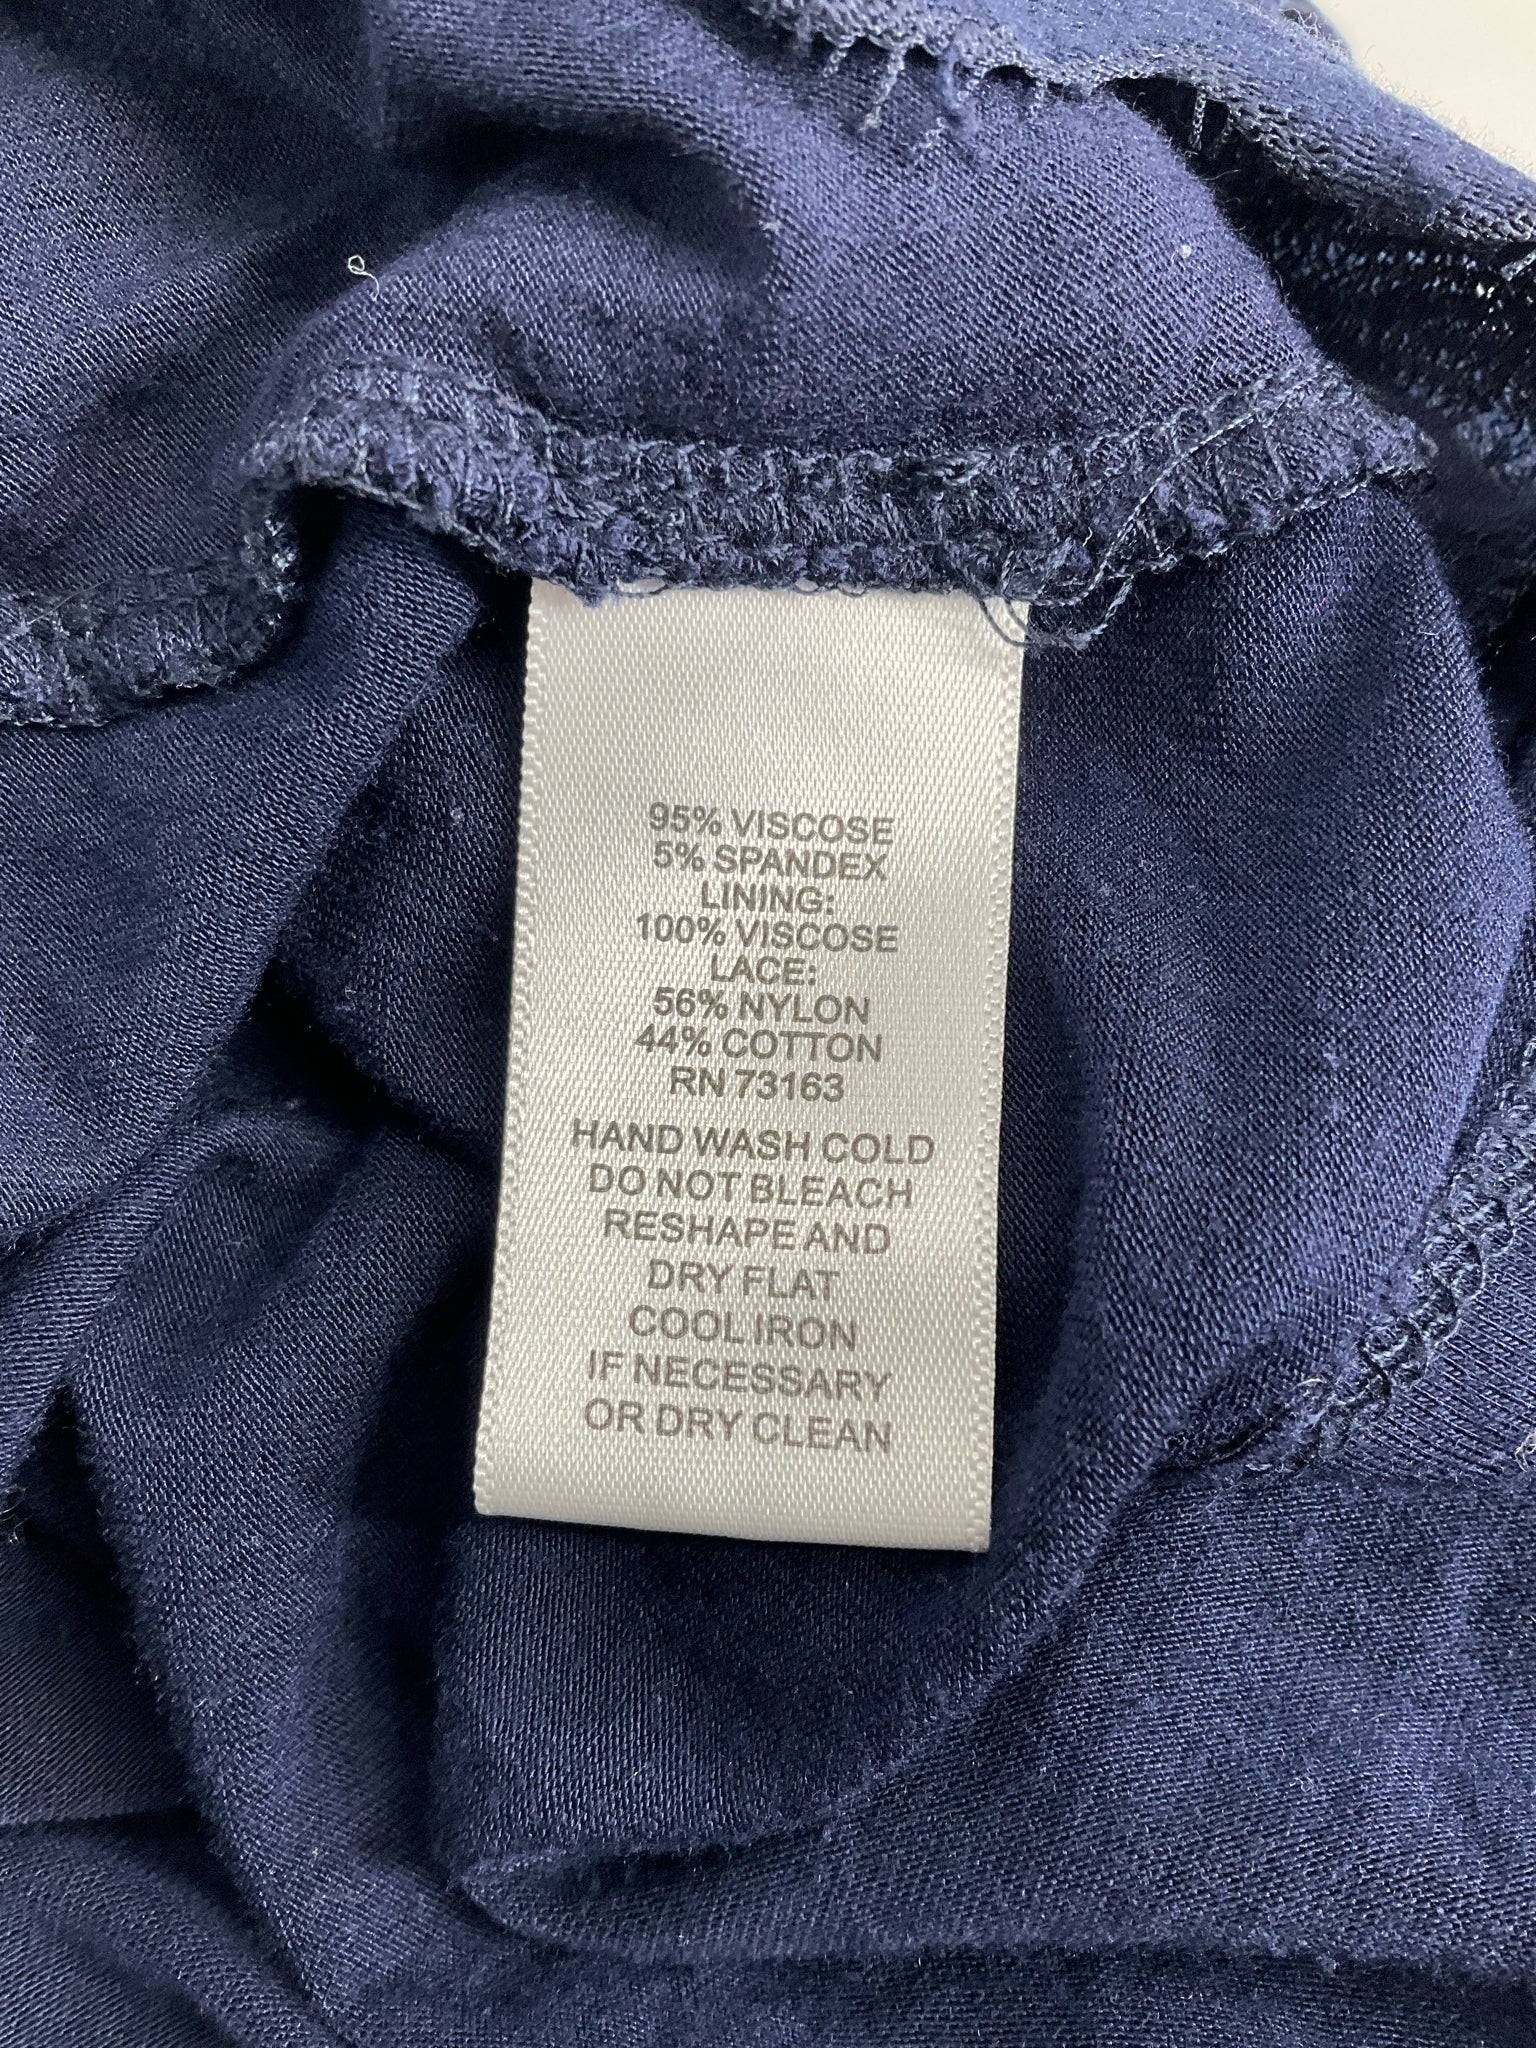 95% VISCOSE
5% SPANDEX
LINING:
100% VISCOSE
LACE:
56% NYLON
44% COTTON
RN 73163
HAND WASH COLD
DO NOT BLEACH
RESHAPE AND
DRY FLAT
COOL IRON
IF NECESSARY
OR DRY CLEAN